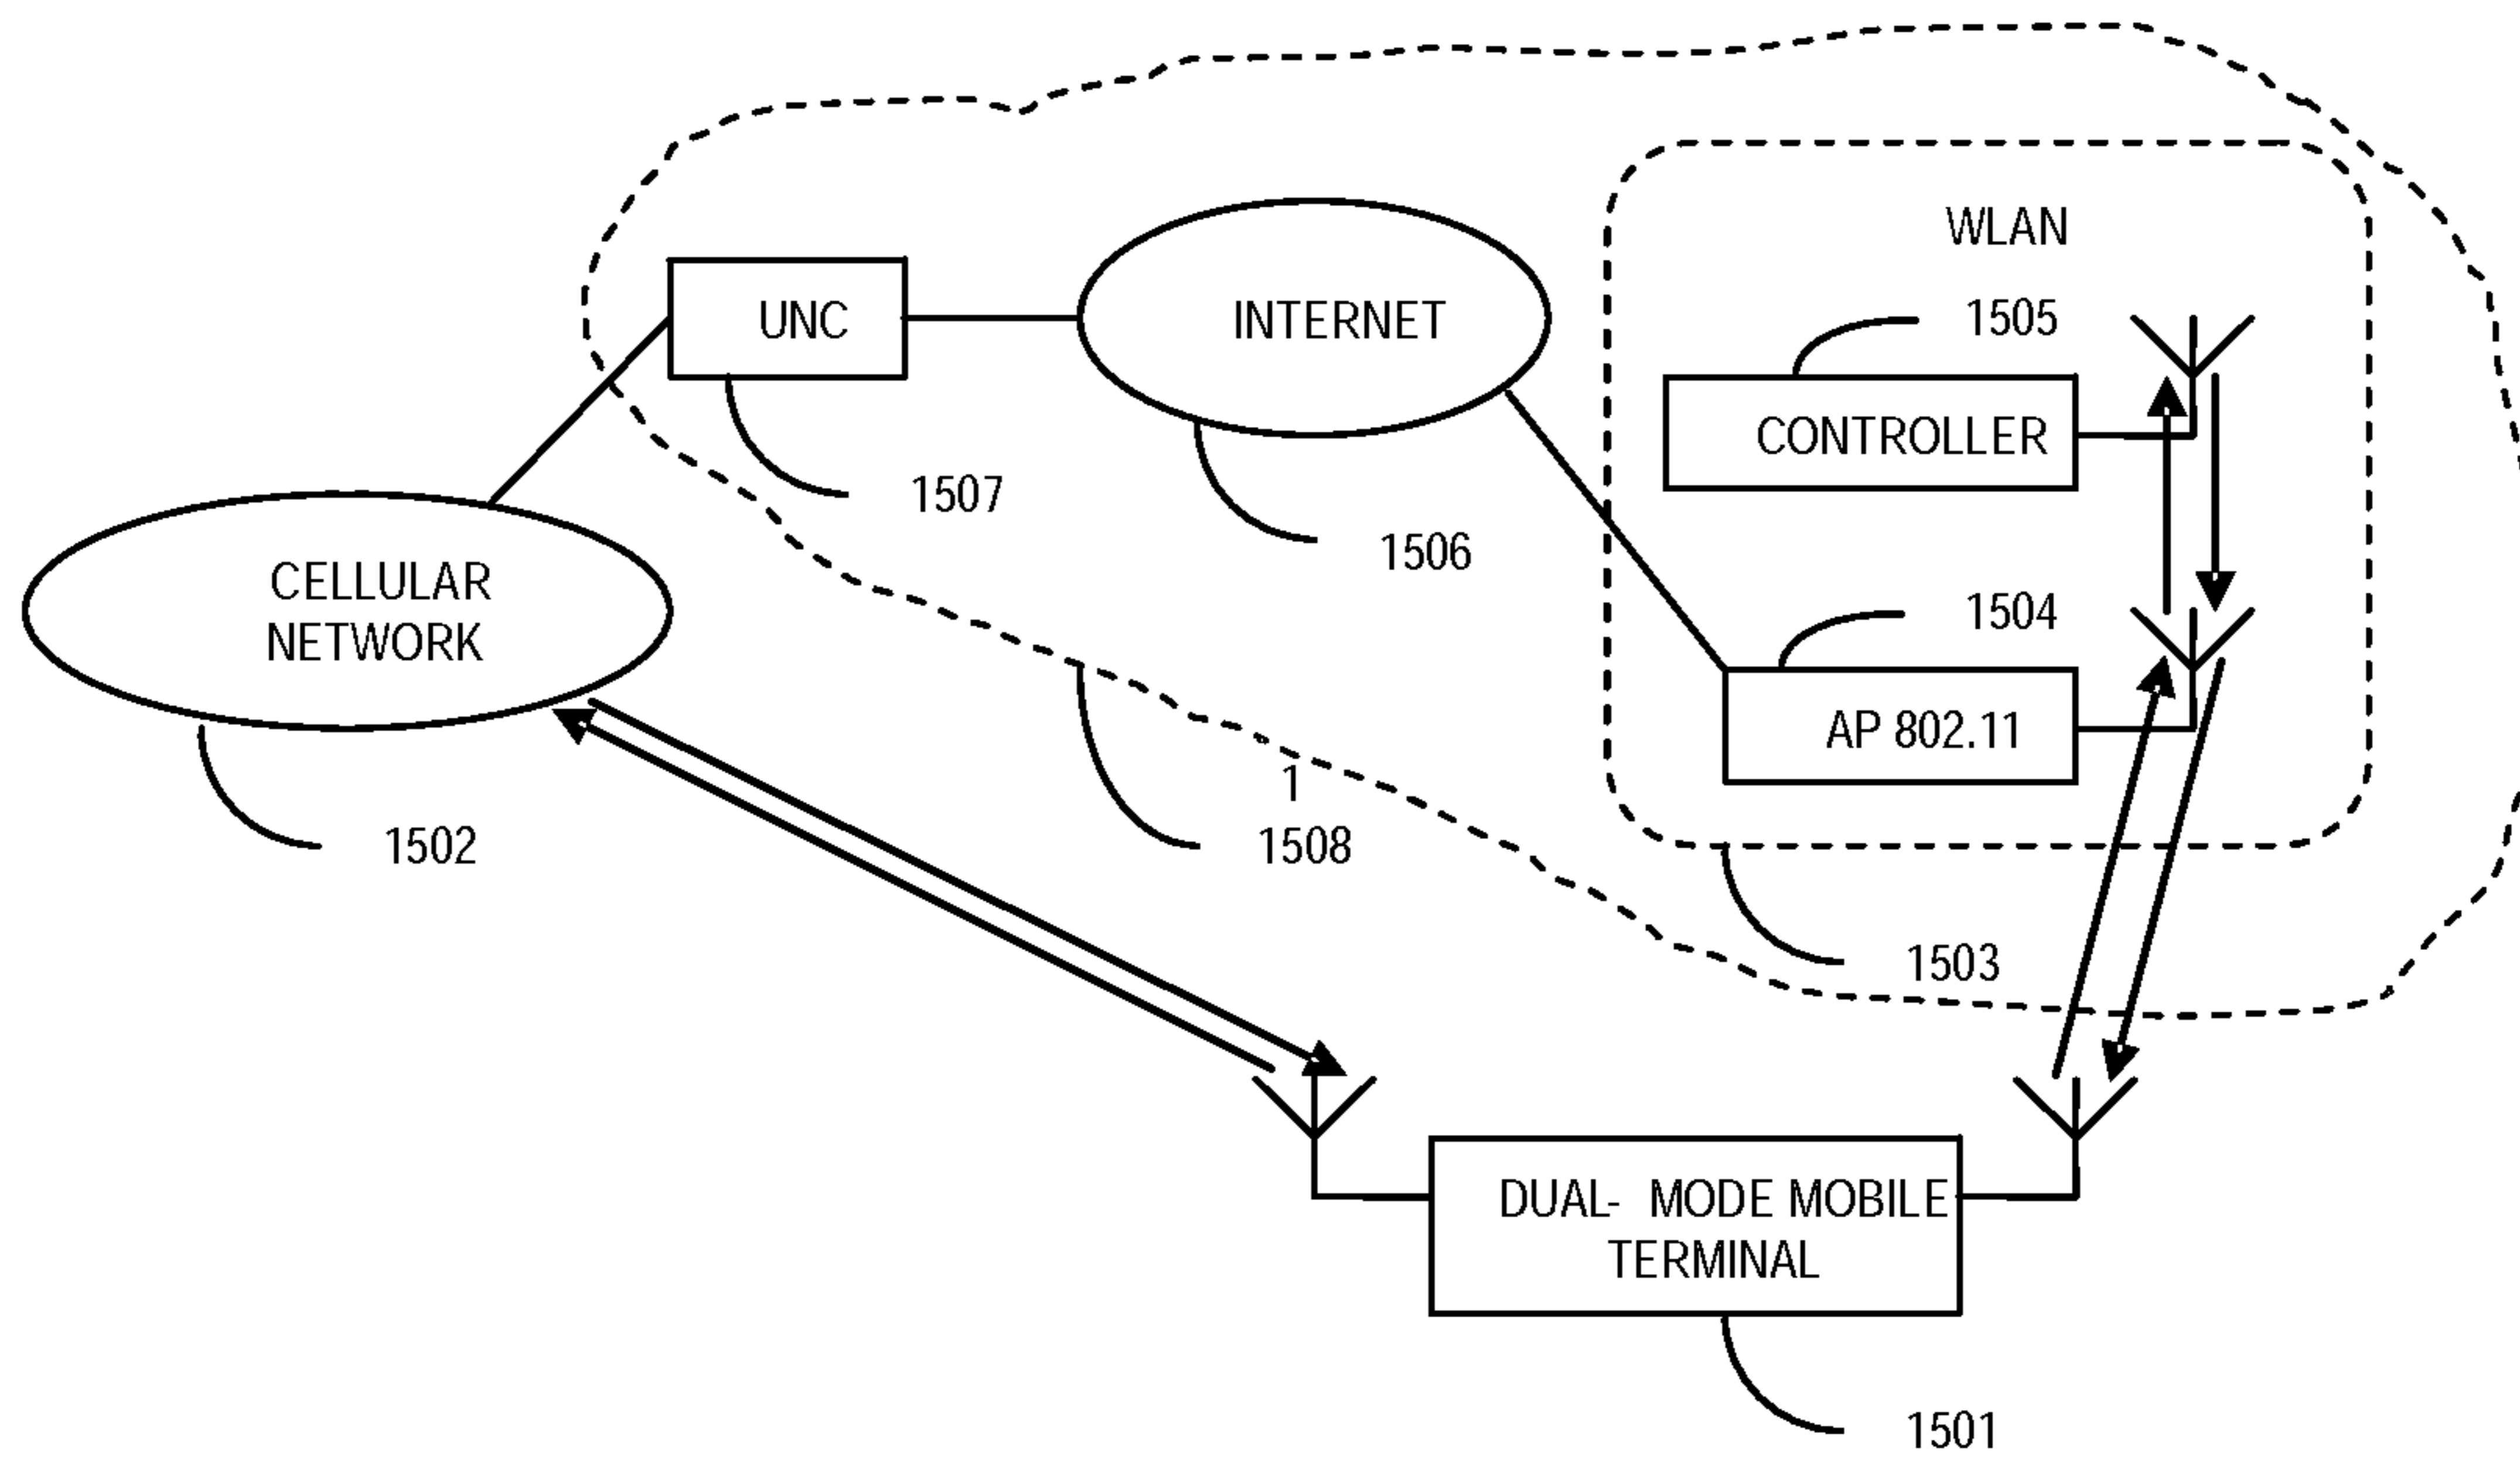 WLAN
1505
UNC
INTERNET
CONTROLLER
1507
1506
CELLULAR
NETWORK
1504
AP 802.11
1
1502
1508
1503
DUAL- MODE MOBILE
TERMINAL
1501